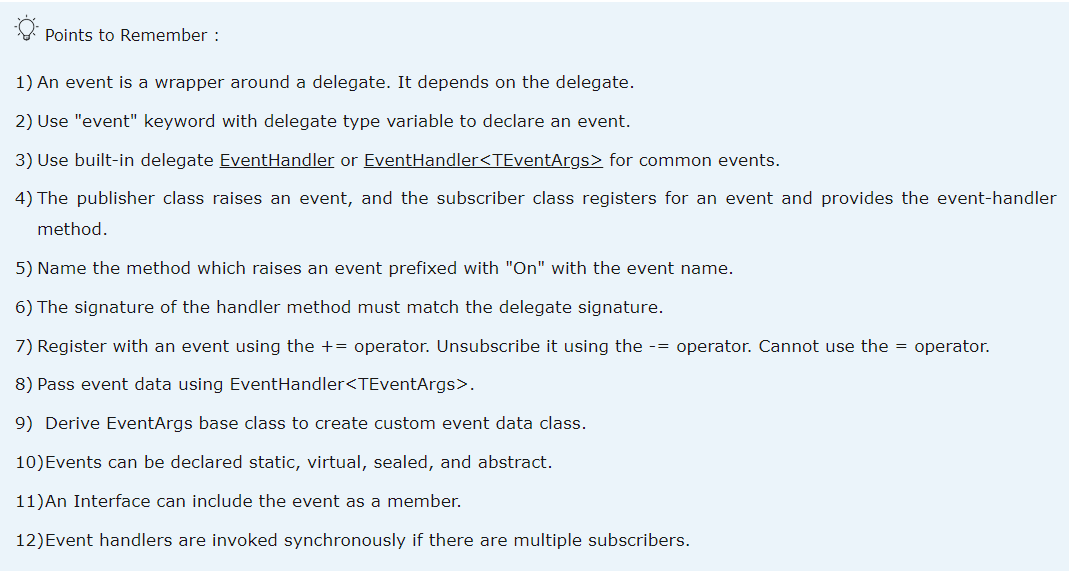 Points to Remember :
1) An event is a wrapper around a delegate. It depends on the delegate.
2) Use "event" keyword with delegate type variable to declare an event.
3) Use built-in delegate EventHandler or EventHandler<TEventArgs> for common events.
4) The publisher class raises an event, and the subscriber class registers for an event and provides the event-handler
method.
5) Name the method which raises an event prefixed with "On" with the event name.
6) The signature of the handler method must match the delegate signature.
7) Register with an event using the += operator. Unsubscribe it using the -= operator. Cannot use the = operator.
8) Pass event data using EventHandler<TEventArgs>.
9) Derive EventArgs base class to create custom event data class.
10)Events can be declared static, virtual, sealed, and abstract.
11)An Interface can include the event as a member.
12)Event handlers are invoked synchronously if there are multiple subscribers.